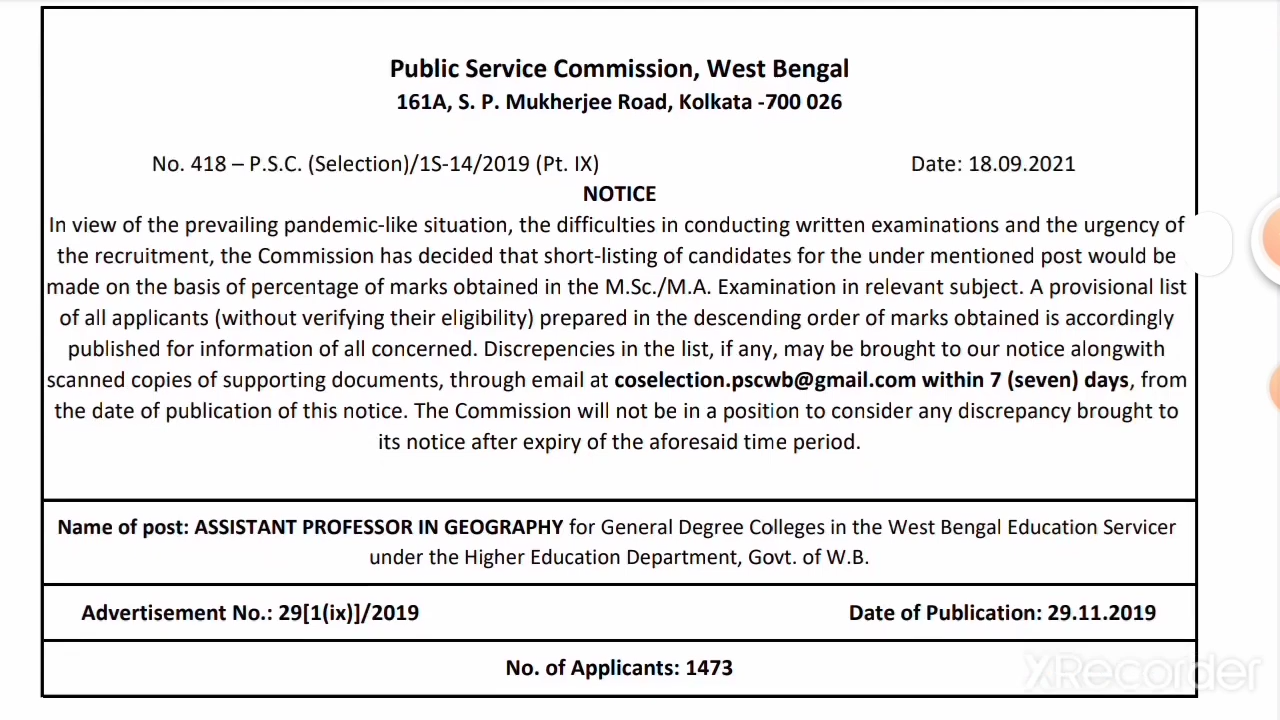 Public Service Commission, West Bengal
161A, S. P. Mukherjee Road, Kolkata -700 026
No. 418 – P.S.C. (Selection)/1S-14/2019 (Pt. IX) Date: 18.09.2021
NOTICE
In view of the prevailing pandemic-like situation, the difficulties in conducting written examinations and the urgency of
the recruitment, the Commission has decided that short-listing of candidates for the under mentioned post would be
made on the basis of percentage of marks obtained in the M.Sc./M.A. Examination in relevant subject. A provisional list
of all applicants (without verifying their eligibility) prepared in the descending order of marks obtained is accordingly
published for information of all concerned. Discrepencies in the list, if any, may be brought to our notice alongwith
scanned copies of supporting documents, through email at coselection.pscwb@gmail.com within 7 (seven) days, from
the date of publication of this notice. The Commission will not be in a position to consider any discrepancy brought to
its notice after expiry of the aforesaid time period.
Name of post: ASSISTANT PROFESSOR IN GEOGRAPHY for General Degree Colleges in the West Bengal Education Servicer
under the Higher Education Department, Govt. of W.B.
Advertisement No.: 29[1(ix)]/2019 Date of Publication: 29.11.2019
No. of Applicants: 1473
XRecorder